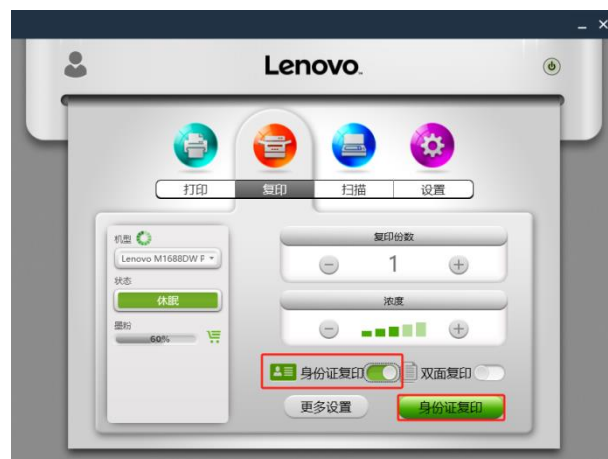 Lenovo
打印 复印 扫描 设置
机型
Lenovo M1688DW P
状态
休眠
墨粉
60%
复印份数
1
浓度
身份证复印 双面复印
更多设置 身份证复印